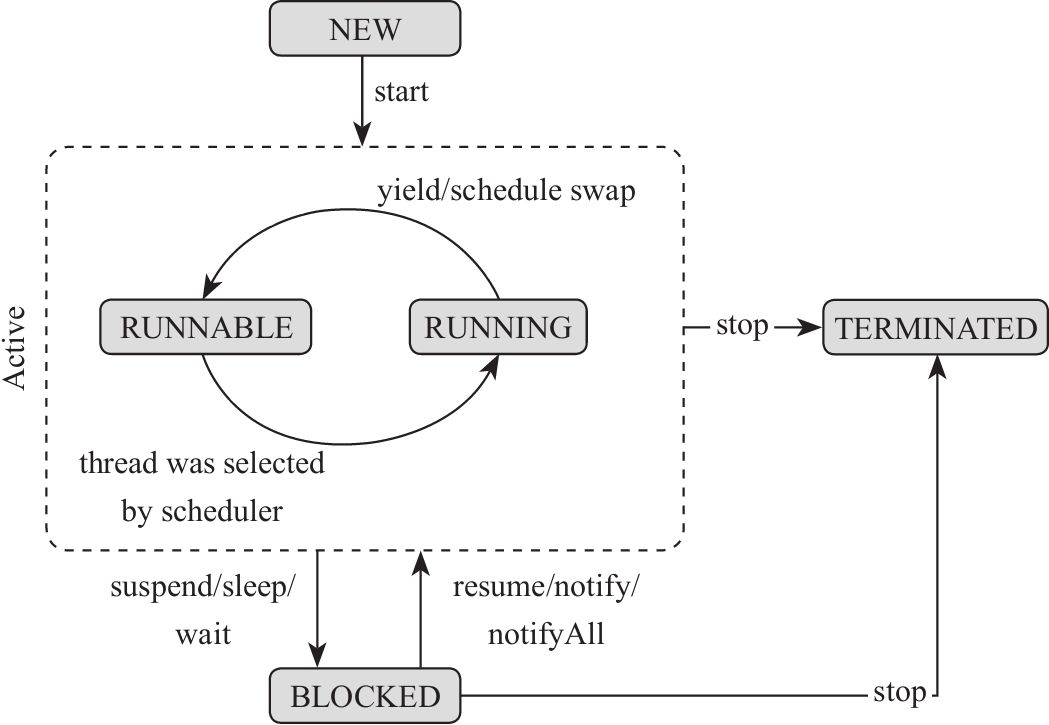 NEW
start
yield/schedule swap
Active
RUNNABLE
RUNNING
stop
TERMINATED
thread was selected
by scheduler
suspend/sleep/
wait
resume/notify/
notifyAll
BLOCKED
stop